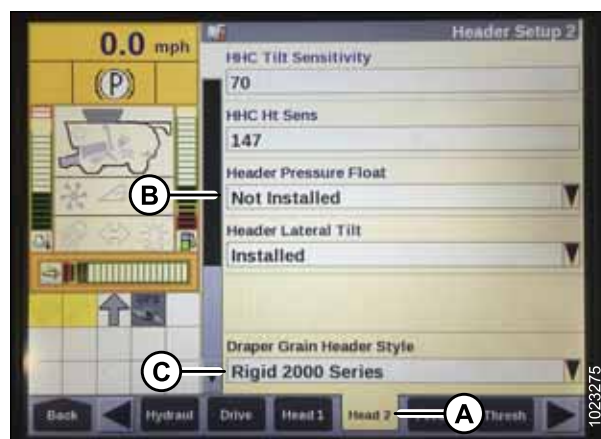 0.0 mph
Header Setup 2
(P)
HHC Tilt Sensitivity
70
HHC Ht Sens
147
Header Pressure Float
B
Not Installed
Header Lateral Tilt
Installed
Draper Grain Header Style
C
Rigid 2000 Series
Back
Hydraul
Drive
Head 1
Head 2
A
Thresh
1023275